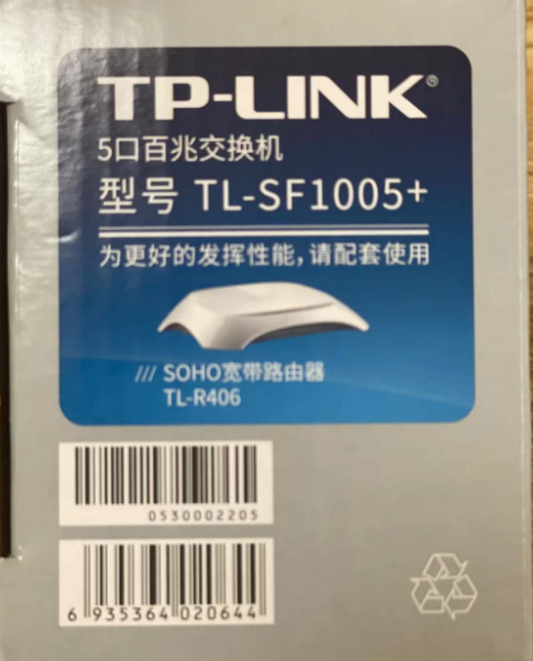 TP-LINK®
5口百兆交换机
型号 TL-SF1005+
为更好的发挥性能,请配套使用
/// SOHO宽带路由器
TL-R406
0530002205
6 935364 020644